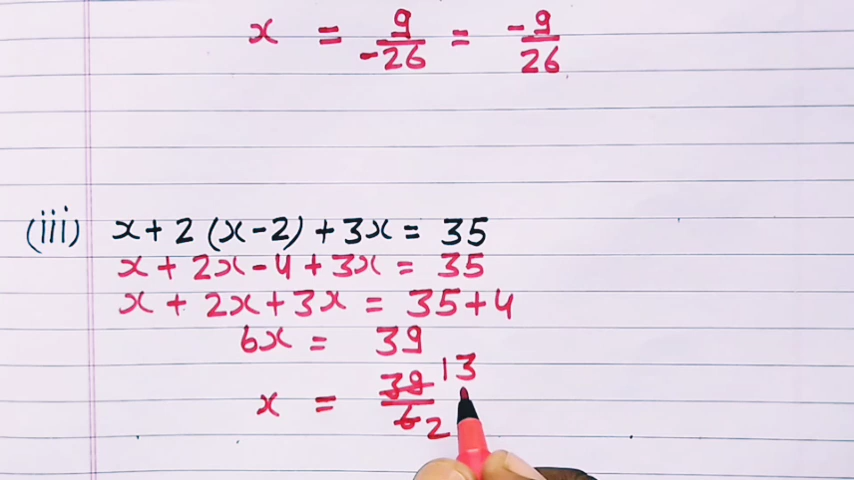 x = 9/-26 = -9/26
(iii) x + 2 (x-2) + 3x = 35
x + 2x - 4 + 3x = 35
x + 2x + 3x = 35 + 4
6x = 39
x = 39/6 13 2